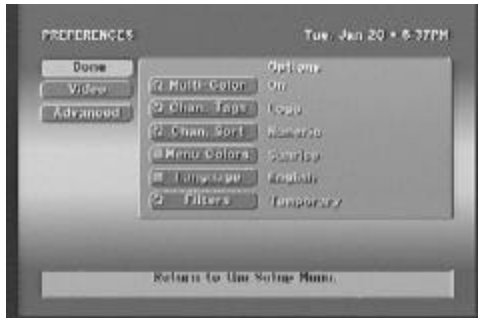 PREFERENCES
Tue, Jan 20 • 6:37PM
Done
Video
Advanced
Options
Multi-Color On
Chan. Tags Logo
Chan. Sort Numeric
Menu Colors Sunrise
Language English
Filters Temporary
Return to the Setup Menu.